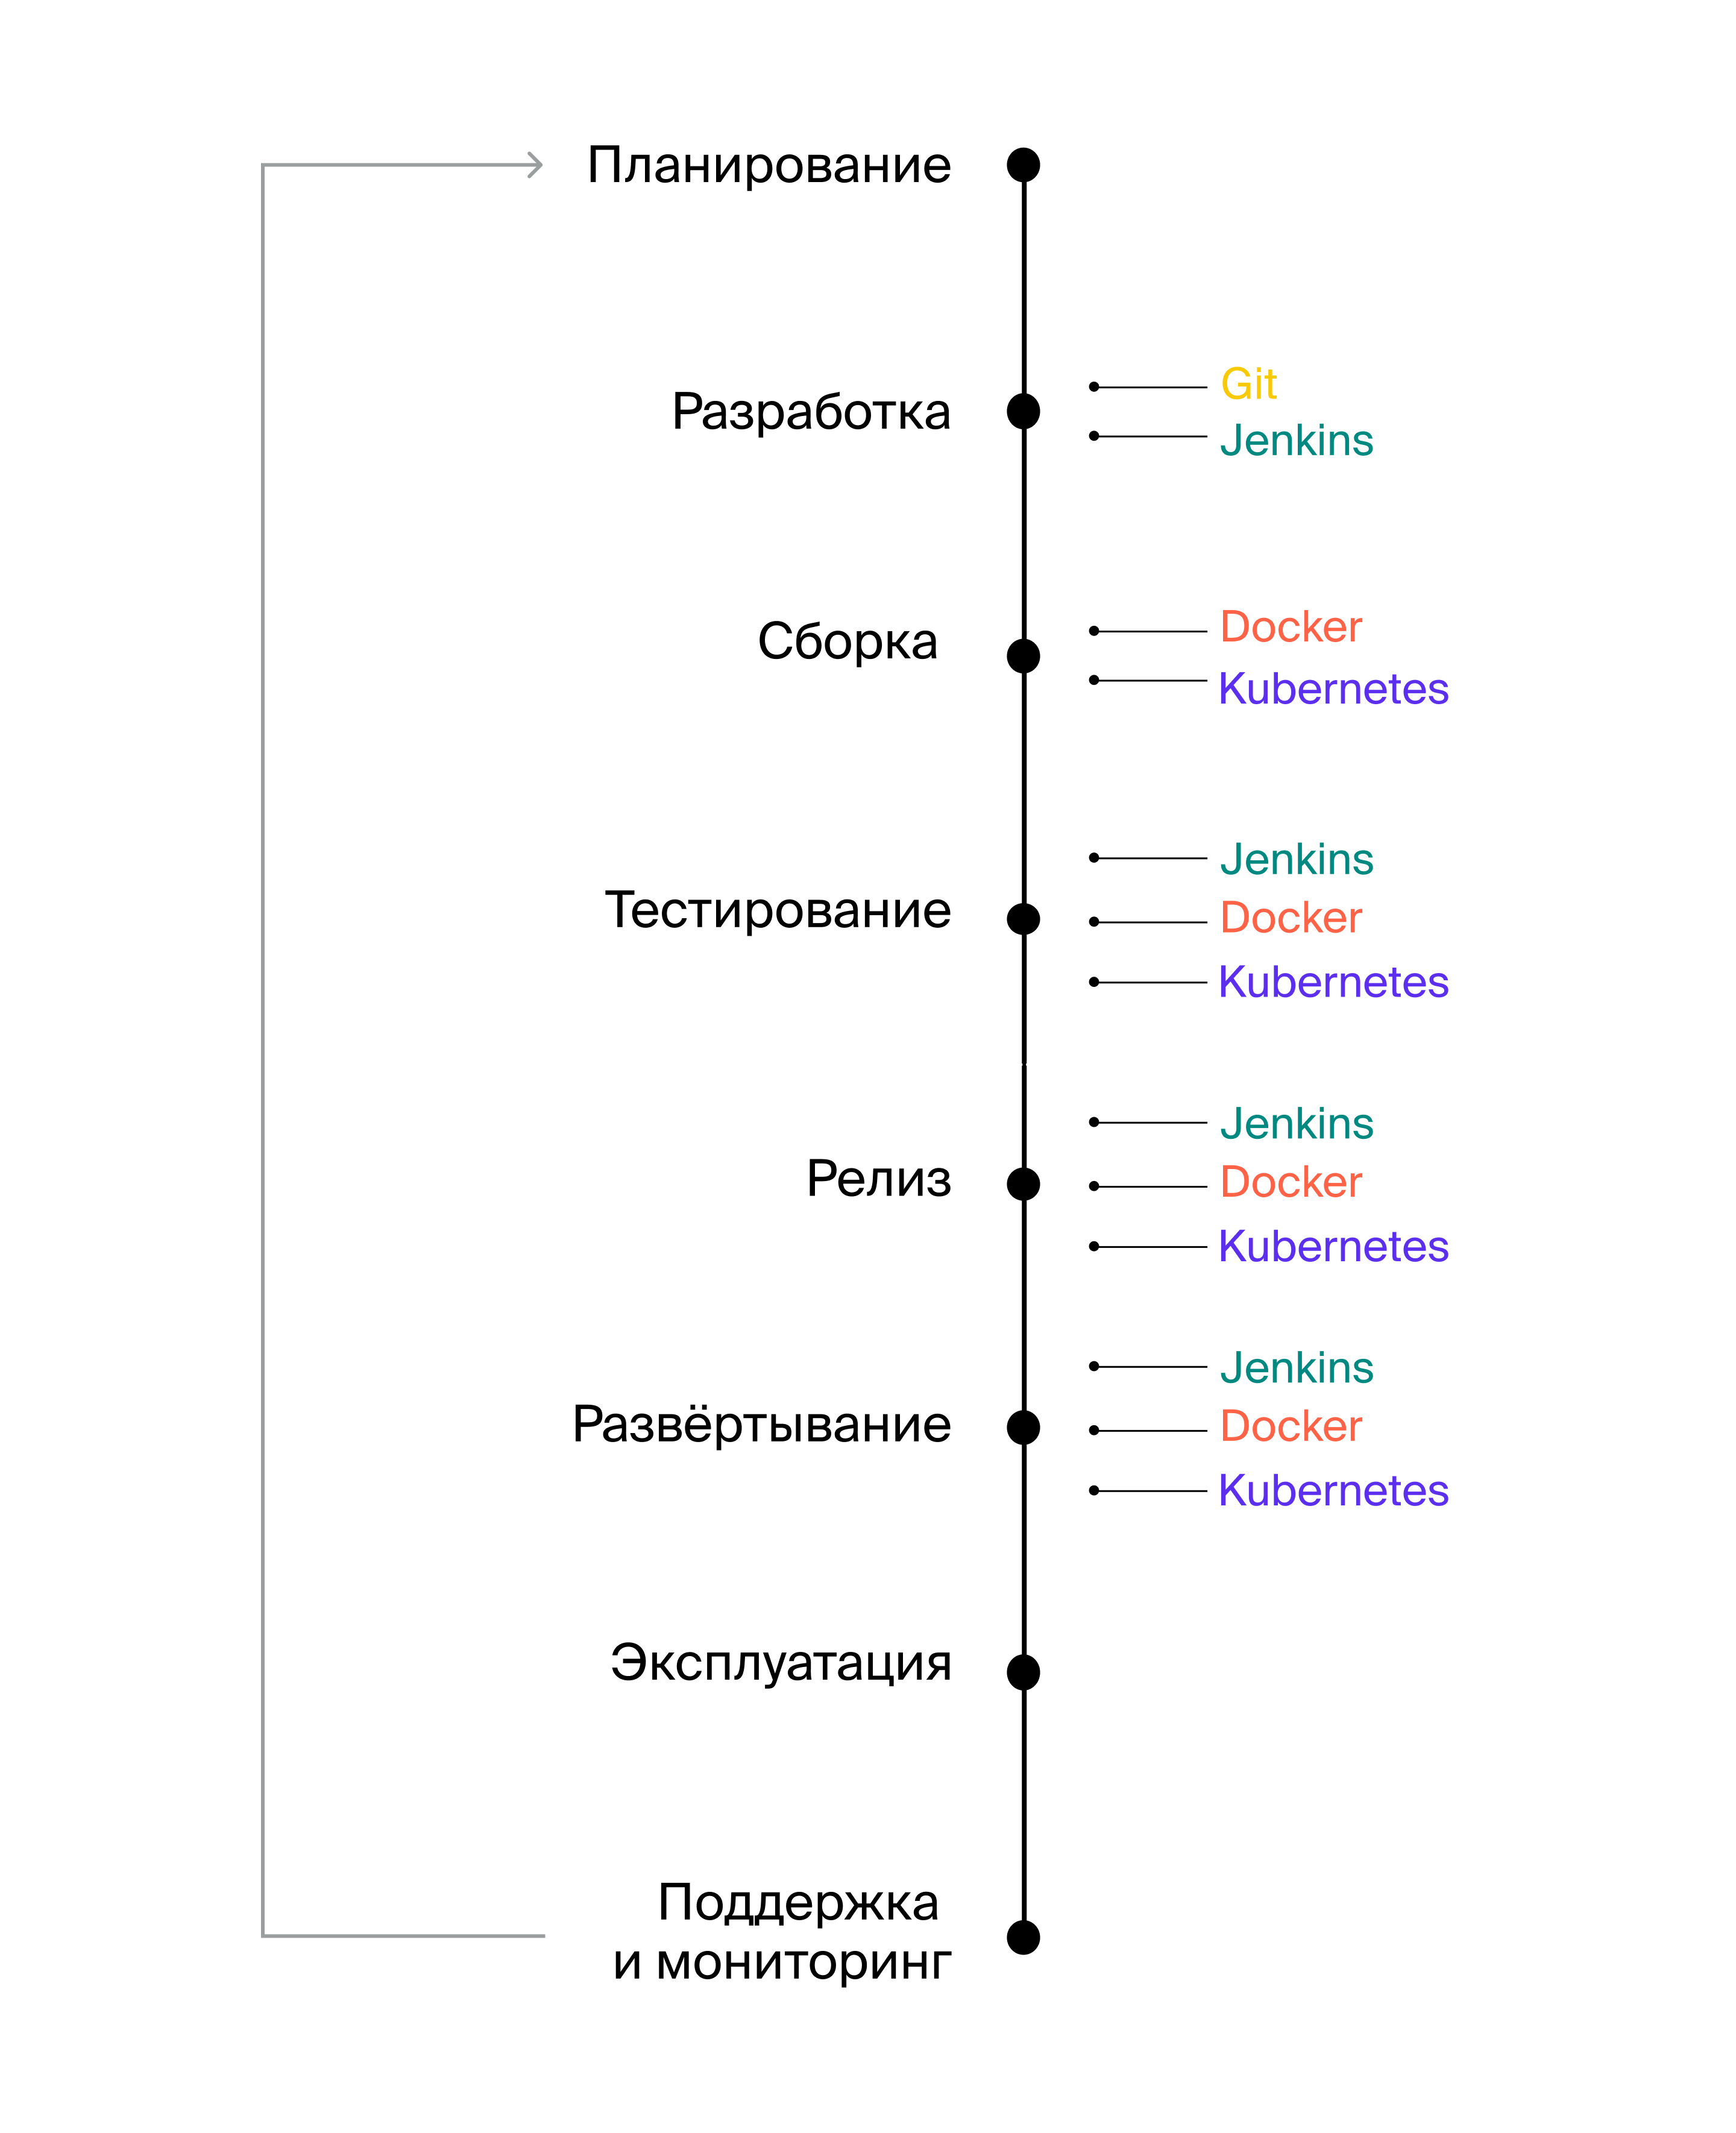 Планирование
Разработка
Git
Jenkins
Сборка
Docker
Kubernetes
Тестирование
Jenkins
Docker
Kubernetes
Релиз
Jenkins
Docker
Kubernetes
Развёртывание
Jenkins
Docker
Kubernetes
Эксплуатация
Поддержка
и мониторинг